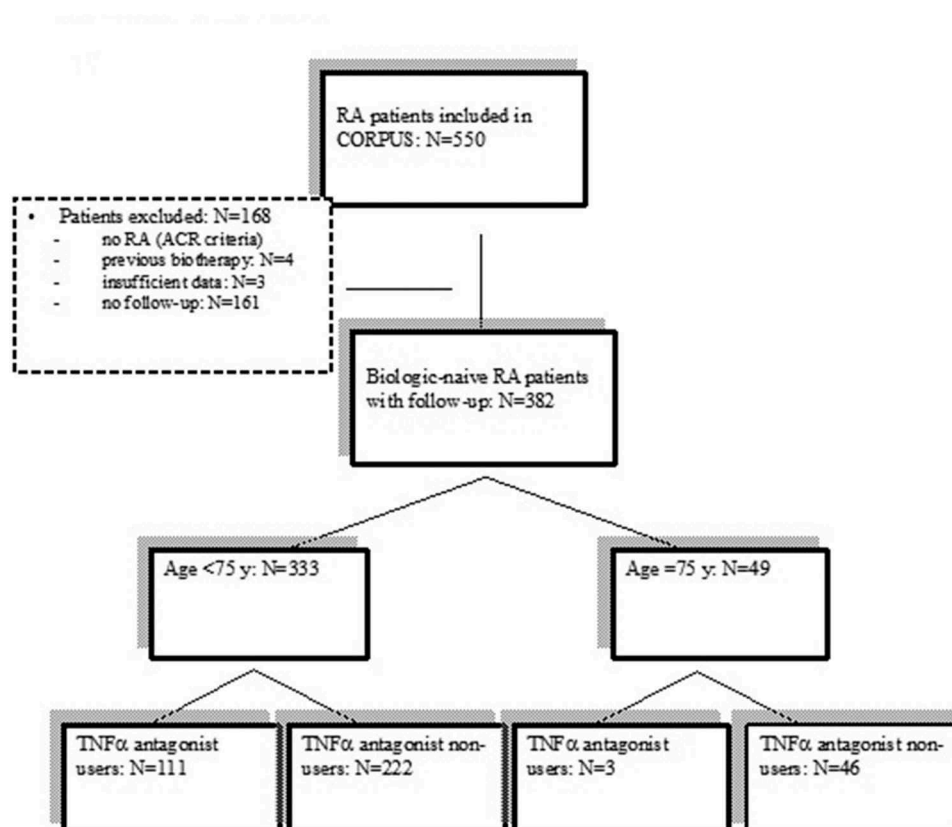 RA patients included in
CORPUS: N=550
• Patients excluded: N=168
- no RA (ACR criteria)
- previous biotherapy: N=4
- insufficient data: N=3
- no follow-up: N=161
Biologic-naive RA patients
with follow-up: N=382
Age <75 y: N=333
Age =75 y: N=49
TNFα antagonist
users: N=111
TNFα antagonist non-
users: N=222
TNFα antagonist
users: N=3
TNFα antagonist non-
users: N=46